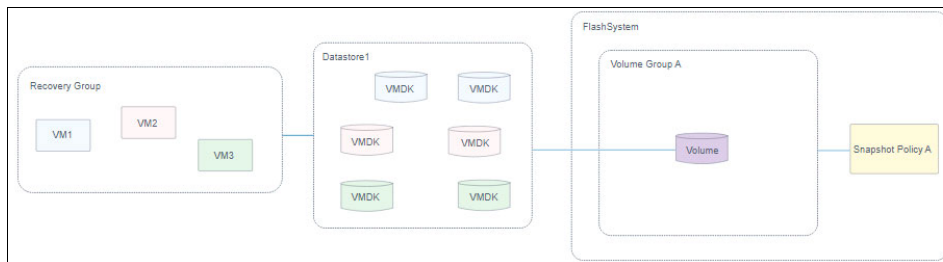 FlashSystem
Datastore1
Volume Group A
Recovery Group
VMDK
VMDK
VM1
VM2
VM3
VMDK
VMDK
Volume
Snapshot Policy A
VMDK
VMDK